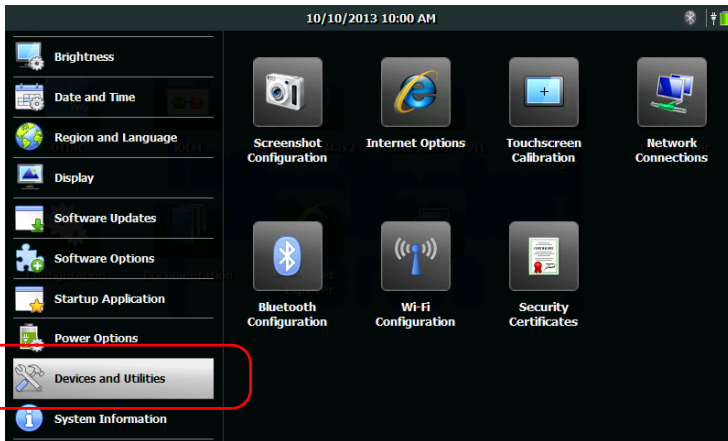 10/10/2013 10:00 AM
Brightness
Date and Time
Region and Language
Display
Software Updates
Software Options
Startup Application
Power Options
Devices and Utilities
System Information
Screenshot
Configuration
Internet Options
Touchscreen
Calibration
Network
Connections
Bluetooth
Configuration
Wi-Fi
Configuration
Security
Certificates